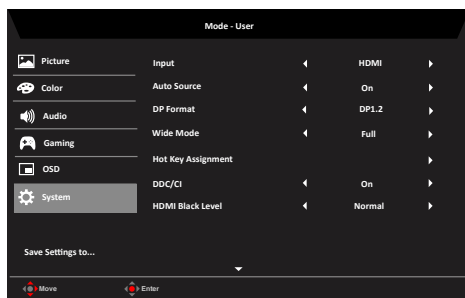 Mode - User
Picture
Color
Audio
Gaming
OSD
System
Input HDMI
Auto Source On
DP Format DP1.2
Wide Mode Full
Hot Key Assignment
DDC/CI On
HDMI Black Level Normal
Save Settings to...
Move Enter